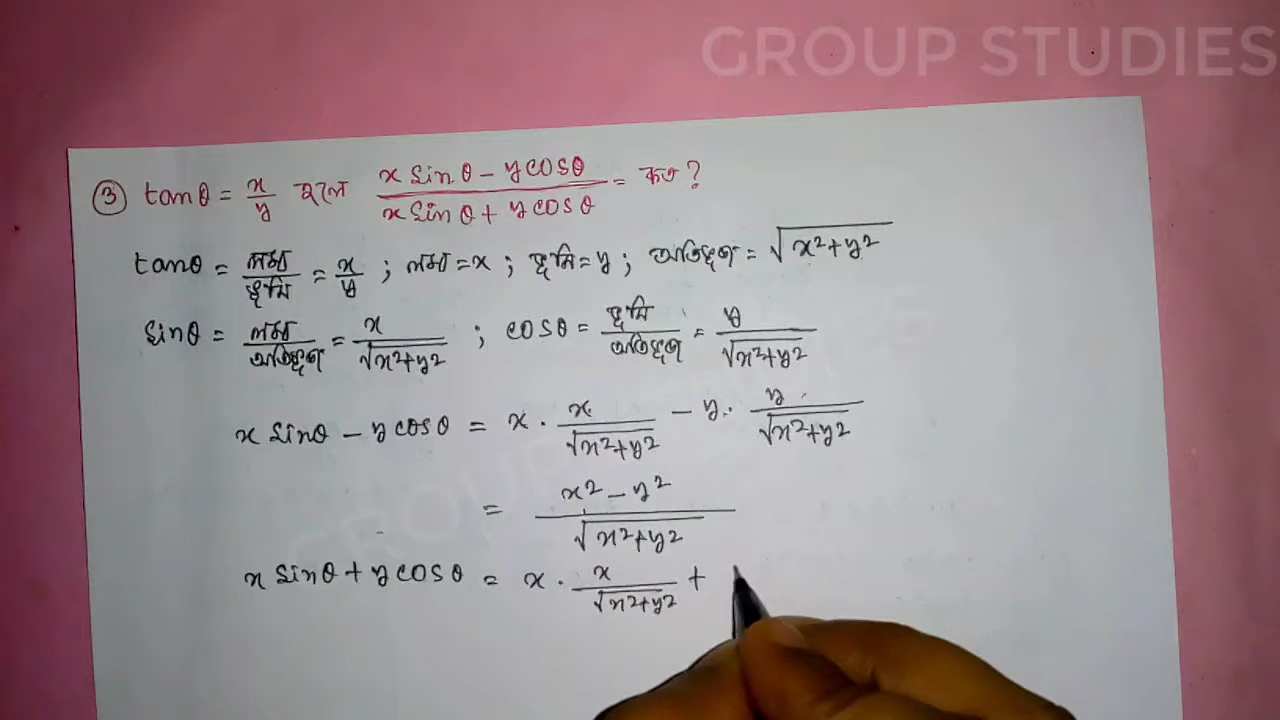 GROUP STUDIES
③ tanθ = x/y হলে (x sinθ - y cosθ)/(x sinθ + y cosθ) = কত?
tanθ = লম্ব/ভূমি = x/y ; লম্ব = x ; ভূমি = y ; অতিভুজ = √(x²+y²)
sinθ = লম্ব/অতিভুজ = x/√(x²+y²) ; cosθ = ভূমি/অতিভুজ = y/√(x²+y²)
x sinθ - y cosθ = x · x/√(x²+y²) - y · y/√(x²+y²)
= (x² - y²)/√(x²+y²)
x sinθ + y cosθ = x · x/√(x²+y²) +